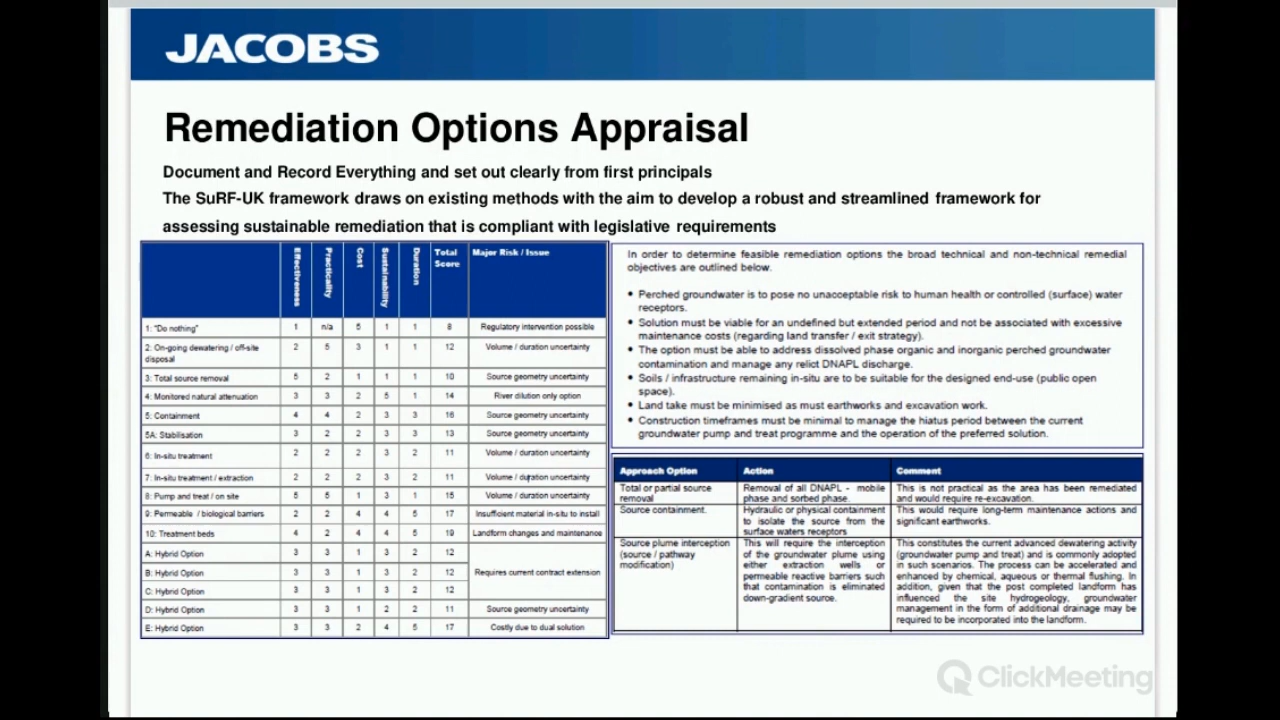 JACOBS
Remediation Options Appraisal
Document and Record Everything and set out clearly from first principals
The SuRF-UK framework draws on existing methods with the aim to develop a robust and streamlined framework for
assessing sustainable remediation that is compliant with legislative requirements
Effectiveness Practicality Cost Sustainability Duration Total Score Major Risk / Issue
1: "Do nothing" 1 n/a 5 1 1 8 Regulatory intervention possible
2: On-going dewatering / off-site disposal 2 5 3 1 1 12 Volume / duration uncertainty
3: Total source removal 5 2 1 1 1 10 Source geometry uncertainty
4: Monitored natural attenuation 3 3 2 5 1 14 River dilution only option
5: Containment 4 4 2 3 3 16 Source geometry uncertainty
5A: Stabilisation 3 2 2 3 3 13 Source geometry uncertainty
6: In-situ treatment 2 2 2 3 2 11 Volume / duration uncertainty
7: In-situ treatment / extraction 2 2 2 3 2 11 Volume / duration uncertainty
8: Pump and treat / on site 5 5 1 3 1 15 Volume / duration uncertainty
9: Permeable / biological barriers 2 2 4 4 5 17 Insufficient material in-situ to install
10: Treatment beds 4 2 4 4 5 19 Landform changes and maintenance
A: Hybrid Option 3 3 1 3 2 12
B: Hybrid Option 3 3 1 3 2 12 Requires current contract extension
C: Hybrid Option 3 3 1 3 2 12
D: Hybrid Option 3 3 1 2 2 11 Source geometry uncertainty
E: Hybrid Option 3 3 2 4 5 17 Costly due to dual solution
In order to determine feasible remediation options the broad technical and non-technical remedial
objectives are outlined below.
• Perched groundwater is to pose no unacceptable risk to human health or controlled (surface) water
receptors.
• Solution must be viable for an undefined but extended period and not be associated with excessive
maintenance costs (regarding land transfer / exit strategy).
• The option must be able to address dissolved phase organic and inorganic perched groundwater
contamination and manage any relict DNAPL discharge.
• Soils / infrastructure remaining in-situ are to be suitable for the designed end-use (public open
space).
• Land take must be minimised as must earthworks and excavation work.
• Construction timeframes must be minimal to manage the hiatus period between the current
groundwater pump and treat programme and the operation of the preferred solution.
Approach Option Action Comment
Total or partial source removal Removal of all DNAPL - mobile phase and sorbed phase. This is not practical as the area has been remediated and would require re-excavation.
Source containment. Hydraulic or physical containment to isolate the source from the surface waters receptors This would require long-term maintenance actions and significant earthworks.
Source plume interception (source / pathway modification) This will require the interception of the groundwater plume using either extraction wells or permeable reactive barriers such that contamination is eliminated down-gradient source. This constitutes the current advanced dewatering activity (groundwater pump and treat) and is commonly adopted in such scenarios. The process can be accelerated and enhanced by chemical, aqueous or thermal flushing. In addition, given that the post completed landform has influenced the site hydrogeology, groundwater management in the form of additional drainage may be required to be incorporated into the landform.
ClickMeeting